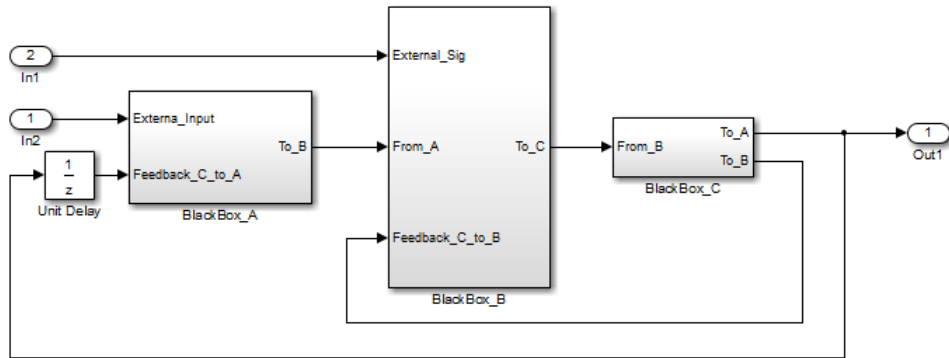 2
In1
External_Sig
1
In2
Externa_Input
To_B
Feedback_C_to_A
BlackBox_A
1
z
Unit Delay
From_A
To_C
Feedback_C_to_B
BlackBox_B
From_B
To_A
To_B
BlackBox_C
1
Out1